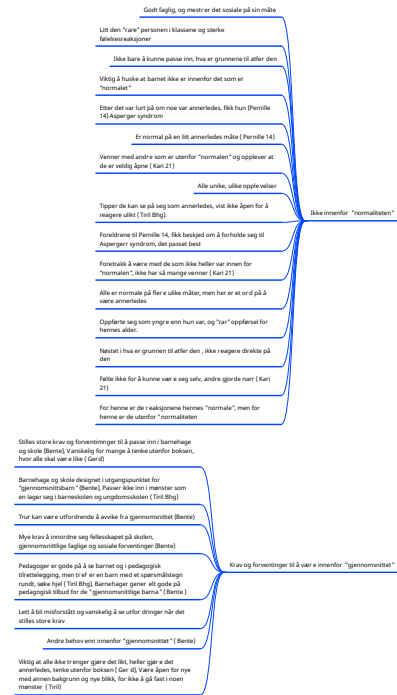 Godt faglig, og mestrer det sosiale på sin måte
Litt den "rare" personen i klassene og sterke
følelsesreaksjoner
Ikke bare å kunne passe inn, hva er grunnene til atfer den
Viktig å huske at barnet ikke er innenfor det som er
"normalet"
Etter det var lurt på om noe var annerledes, fikk hun (Pernille
14) Asperger syndrom
Er normal på en litt annerledes måte ( Pernille 14)
Venner med andre som er utenfor "normalen" og opplever at
de er veldig åpne ( Kari 21)
Alle unike, ulike opplevelser
Tipper de kan se på seg som annerledes, vist ikke åpen for å
reagere ulikt ( Tiril Bhg).
Ikke innenfor "normaliteten"
Foreldrene til Pernille 14, fikk beskjed om å forholde seg til
Aspergerr syndrom, det passet best
Foretrakk å være med de som ikke heller var innen for
"normalen", ikke har så mange venner ( Kari 21)
Alle er normale på flere ulike måter, men her er et ord på å
være annerledes
Oppførte seg som yngre enn hun var, og "rar" oppførsel for
hennes alder.
Nøstet i hva er grunnen til atfer den , ikke reagere direkte på
den
Følte ikke for å kunne være seg selv, andre gjorde narr ( Kari
21)
For henne er de reaksjonene hennes "normale", men for
henne er de utenfor "normaliteten
Stilles store krav og forventninger til å passe inn i barnehage
og skole (Bente), Vanskelig for mange å tenke utenfor boksen,
hvor alle skal være like ( Gerd)
Barnehage og skole designet i utgangspunktet for
"gjennomsnittsbarn" (Bente), Passer ikke inn i mønster som
en lager seg i barneskolen og ungdomsskolen ( Tiril Bhg)
Trur kan være utfordrende å avvike fra gjennomsnittet (Bente)
Mye krav å innordne seg fellesskapet på skolen,
gjennomsnittlige faglige og sosiale forventinger (Bente)
Krav og forventinger til å være innenfor "gjennomsnittet"
Pedagoger er gode på å se barnet og i pedagogisk
tilrettelegging, men tref er en barn med et spørsmålstegn
rundt, søke hjel ( Tiril Bhg), Barnehager gener elt gode på
pedagogisk tilbud for de "gjennomsnittlige barna" ( Bente )
Lett å bli misforstått og vanskelig å se utfor dringer når det
stilles store krav
Andre behov enn innenfor "gjennomsnittet" ( Bente)
Viktig at alle ikke trenger gjøre det likt, heller gjør e det
annerledes, tenke utenfor boksen ( Ger d), Være åpen for nye
med annen bakgrunn og nye blikk, for ikke å gå fast i noen
mønster ( Tiril)